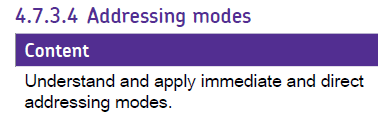 4.7.3.4 Addressing modes
Content
Understand and apply immediate and direct
addressing modes.